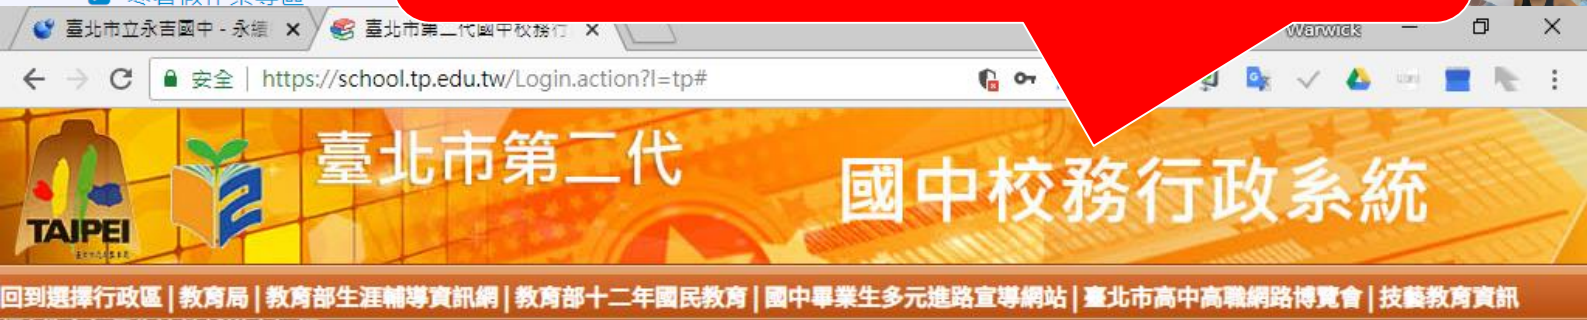 臺北市立永吉國中 - 永續
臺北市第二代國中校務行
Warwick
安全 | https://school.tp.edu.tw/Login.action?l=tp#
臺北市第二代
國中校務行政系統
TAIPEI
回到選擇行政區 | 教育局 | 教育部生涯輔導資訊網 | 教育部十二年國民教育 | 國中畢業生多元進路宣導網站 | 臺北市高中高職網路博覽會 | 技藝教育資訊